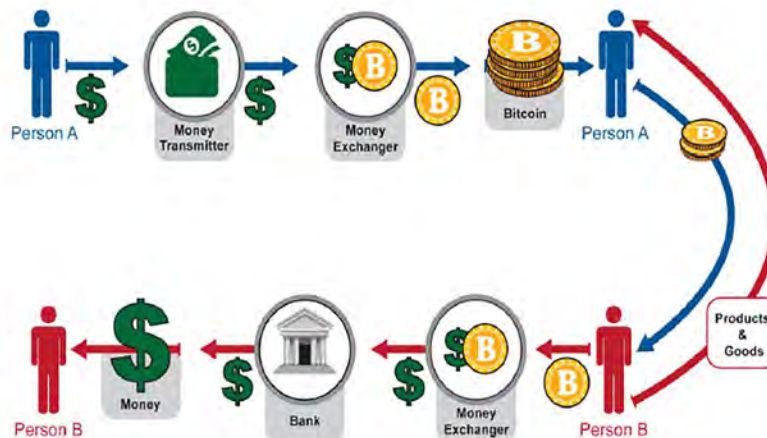 Person A
Money
Transmitter
Money
Exchanger
Bitcoin
Person A
Products
&
Goods
Person B
Money
Bank
Money
Exchanger
Person B